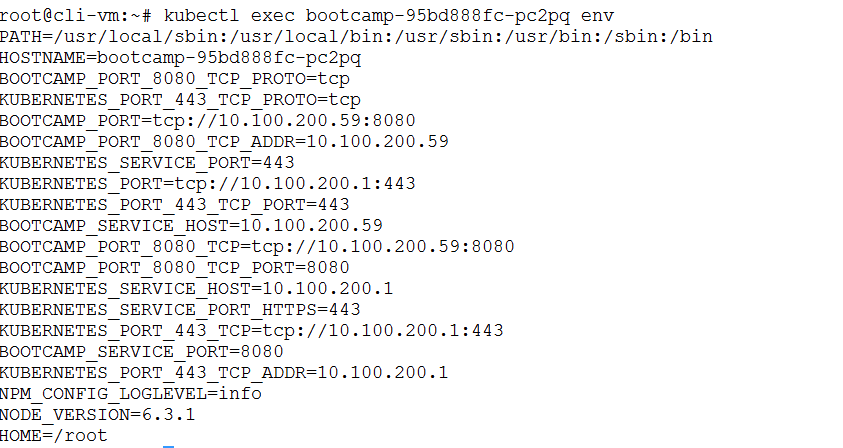 root@cli-vm:~# kubectl exec bootcamp-95bd888fc-pc2pq env
PATH=/usr/local/sbin:/usr/local/bin:/usr/sbin:/usr/bin:/sbin:/bin
HOSTNAME=bootcamp-95bd888fc-pc2pq
BOOTCAMP_PORT_8080_TCP_PROTO=tcp
KUBERNETES_PORT_443_TCP_PROTO=tcp
BOOTCAMP_PORT=tcp://10.100.200.59:8080
BOOTCAMP_PORT_8080_TCP_ADDR=10.100.200.59
KUBERNETES_SERVICE_PORT=443
KUBERNETES_PORT=tcp://10.100.200.1:443
KUBERNETES_PORT_443_TCP_PORT=443
BOOTCAMP_SERVICE_HOST=10.100.200.59
BOOTCAMP_PORT_8080_TCP=tcp://10.100.200.59:8080
BOOTCAMP_PORT_8080_TCP_PORT=8080
KUBERNETES_SERVICE_HOST=10.100.200.1
KUBERNETES_SERVICE_PORT_HTTPS=443
KUBERNETES_PORT_443_TCP=tcp://10.100.200.1:443
BOOTCAMP_SERVICE_PORT=8080
KUBERNETES_PORT_443_TCP_ADDR=10.100.200.1
NPM_CONFIG_LOGLEVEL=info
NODE_VERSION=6.3.1
HOME=/root